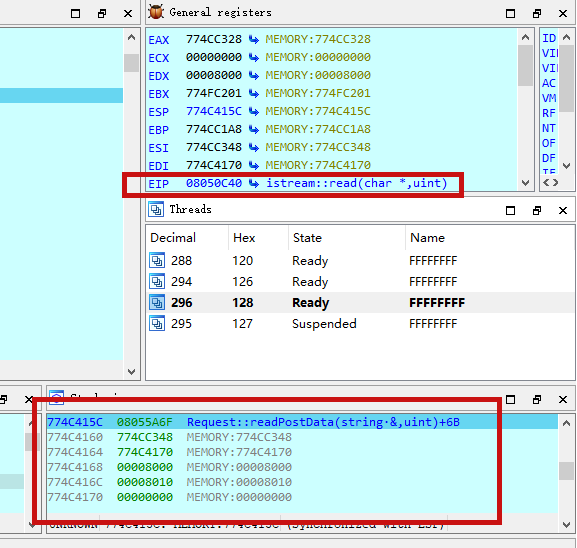 General registers
EAX 774CC328 ↳ MEMORY:774CC328
ECX 00000000 ↳ MEMORY:00000000
EDX 00008000 ↳ MEMORY:00008000
EBX 774FC201 ↳ MEMORY:774FC201
ESP 774C415C ↳ MEMORY:774C415C
EBP 774CC1A8 ↳ MEMORY:774CC1A8
ESI 774CC348 ↳ MEMORY:774CC348
EDI 774C4170 ↳ MEMORY:774C4170
EIP 08050C40 ↳ istream::read(char *,uint)
ID
VI
VI
AC
VM
RF
NT
OF
DF
Threads
Decimal Hex State Name
288 120 Ready FFFFFFFF
294 126 Ready FFFFFFFF
296 128 Ready FFFFFFFF
295 127 Suspended FFFFFFFF
774C415C 08055A6F Request::readPostData(string·&,uint)+6B
774C4160 774CC348 MEMORY:774CC348
774C4164 774C4170 MEMORY:774C4170
774C4168 00008000 MEMORY:00008000
774C416C 00008010 MEMORY:00008010
774C4170 00000000 MEMORY:00000000
UNKNOWN 774C415C: MEMORY:774C415C (Synchronized with ESP)